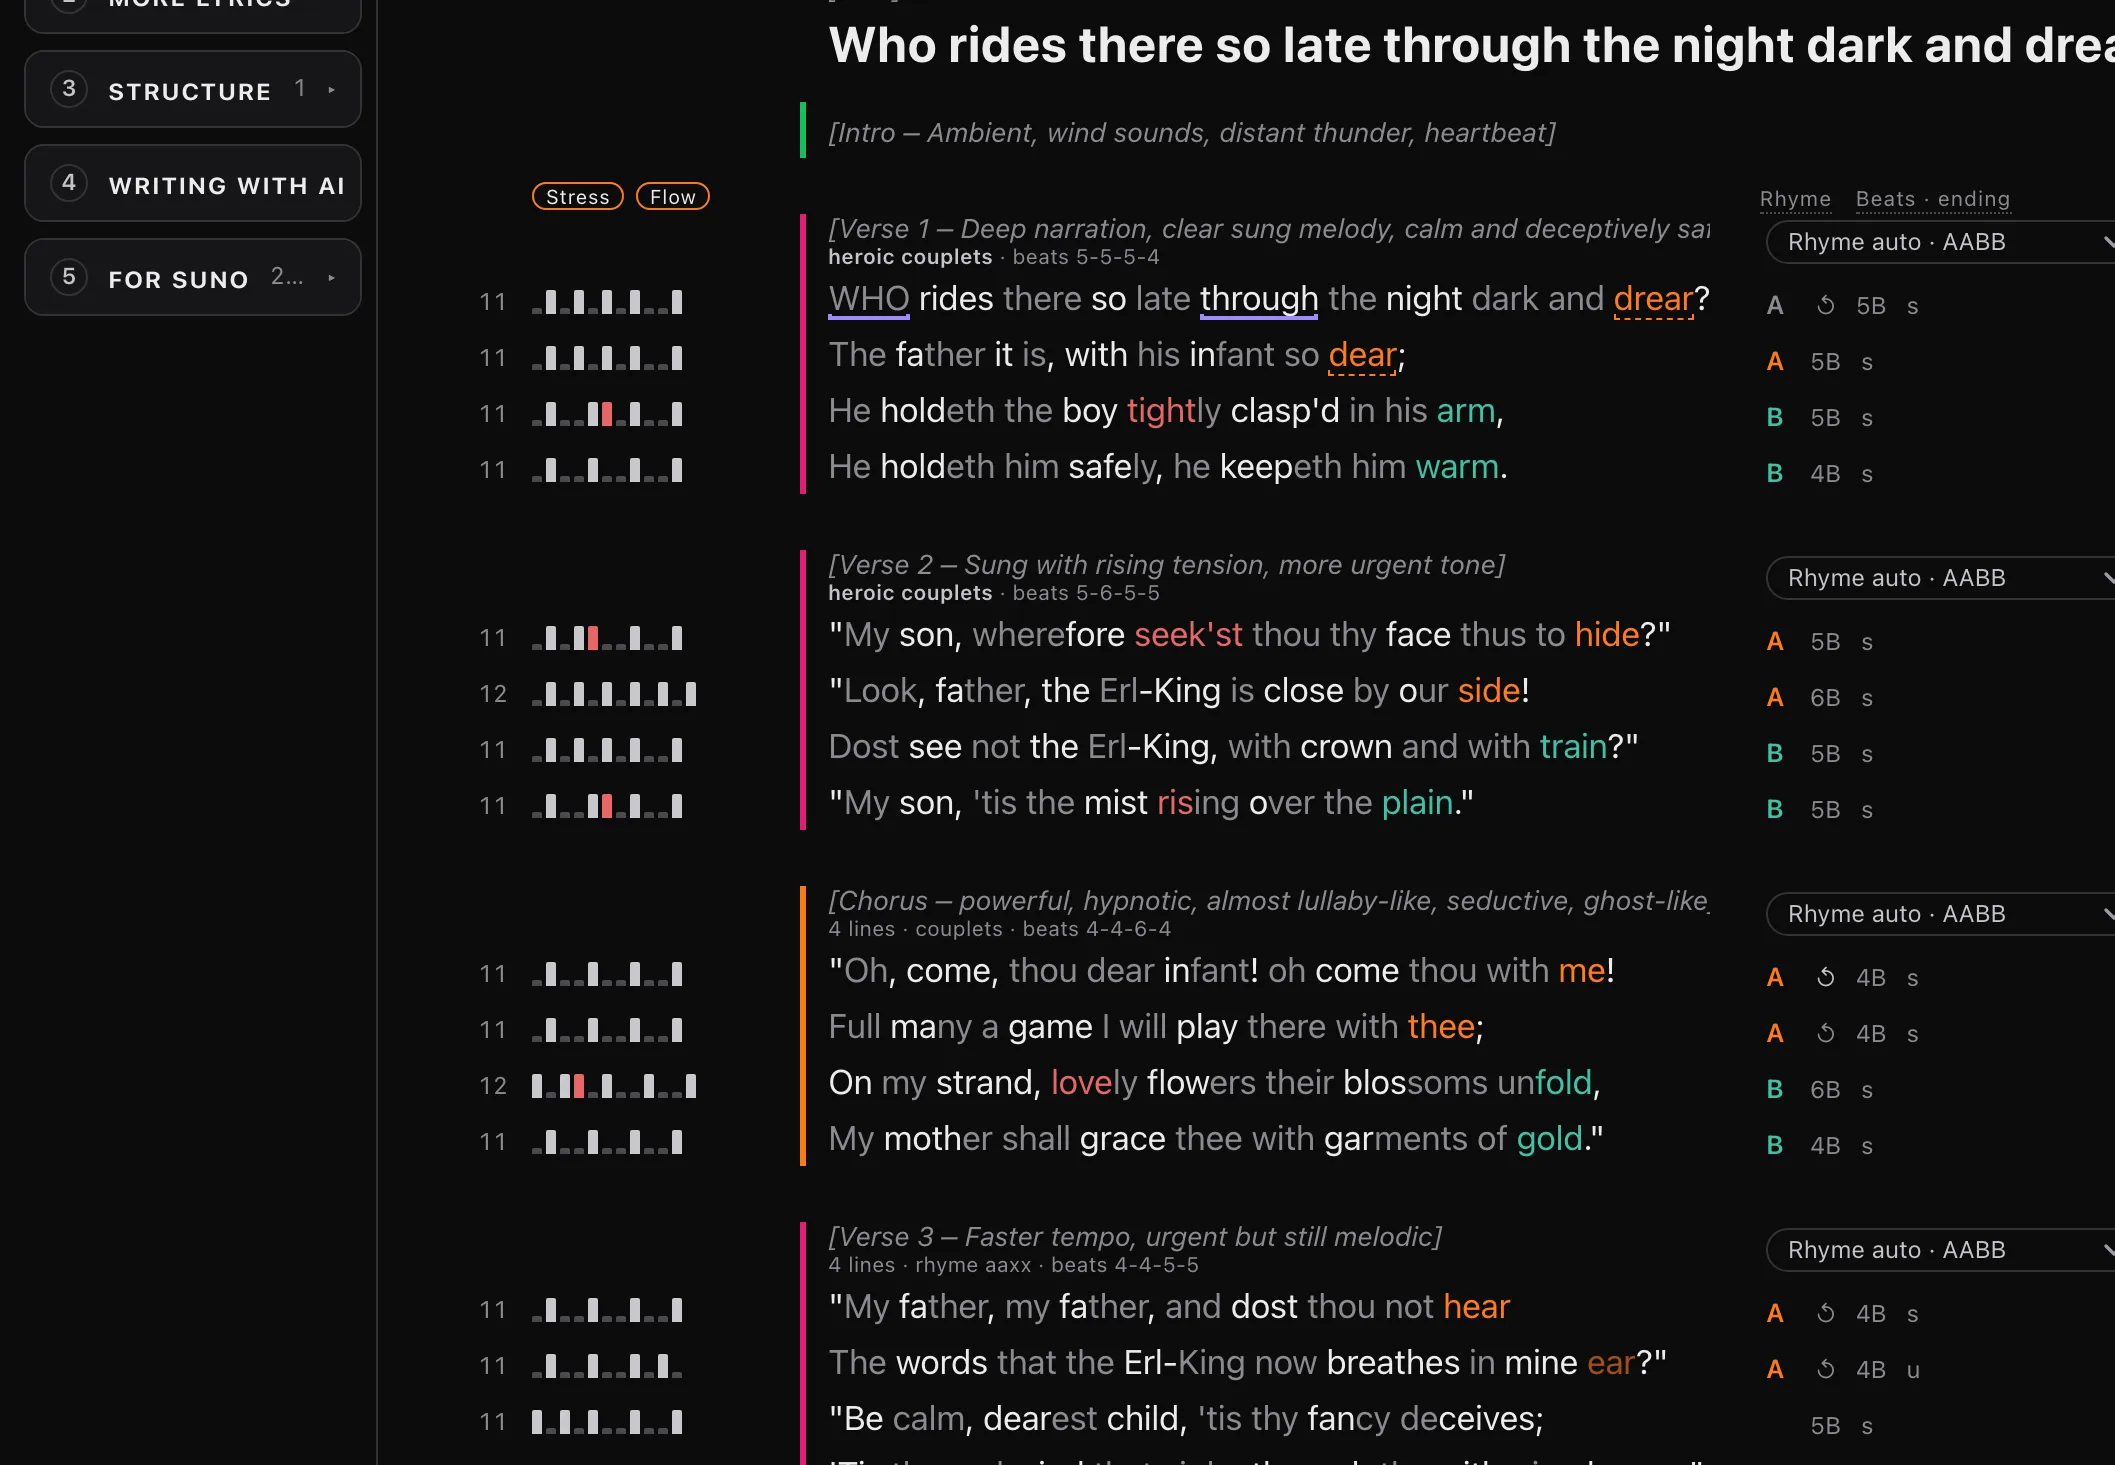 MORE LYRICS
3 STRUCTURE 1 ▸
4 WRITING WITH AI
5 FOR SUNO 2... ▸
Who rides there so late through the night dark and drea
[Intro – Ambient, wind sounds, distant thunder, heartbeat]
Stress Flow
Rhyme Beats · ending
[Verse 1 – Deep narration, clear sung melody, calm and deceptively saf
Rhyme auto · AABB
heroic couplets · beats 5-5-5-4
11 WHO rides there so late through the night dark and drear? A 5B s
11 The father it is, with his infant so dear; A 5B s
11 He holdeth the boy tightly clasp'd in his arm, B 5B s
11 He holdeth him safely, he keepeth him warm. B 4B s
[Verse 2 – Sung with rising tension, more urgent tone]
Rhyme auto · AABB
heroic couplets · beats 5-6-5-5
11 "My son, wherefore seek'st thou thy face thus to hide?" A 5B s
12 "Look, father, the Erl-King is close by our side! A 6B s
11 Dost see not the Erl-King, with crown and with train?" B 5B s
11 "My son, 'tis the mist rising over the plain." B 5B s
[Chorus – powerful, hypnotic, almost lullaby-like, seductive, ghost-like
Rhyme auto · AABB
4 lines · couplets · beats 4-4-6-4
11 "Oh, come, thou dear infant! oh come thou with me! A 4B s
11 Full many a game I will play there with thee; A 4B s
12 On my strand, lovely flowers their blossoms unfold, B 6B s
11 My mother shall grace thee with garments of gold." B 4B s
[Verse 3 – Faster tempo, urgent but still melodic]
Rhyme auto · AABB
4 lines · rhyme aaxx · beats 4-4-5-5
11 "My father, my father, and dost thou not hear A 4B s
11 The words that the Erl-King now breathes in mine ear?" A 4B u
11 "Be calm, dearest child, 'tis thy fancy deceives; 5B s